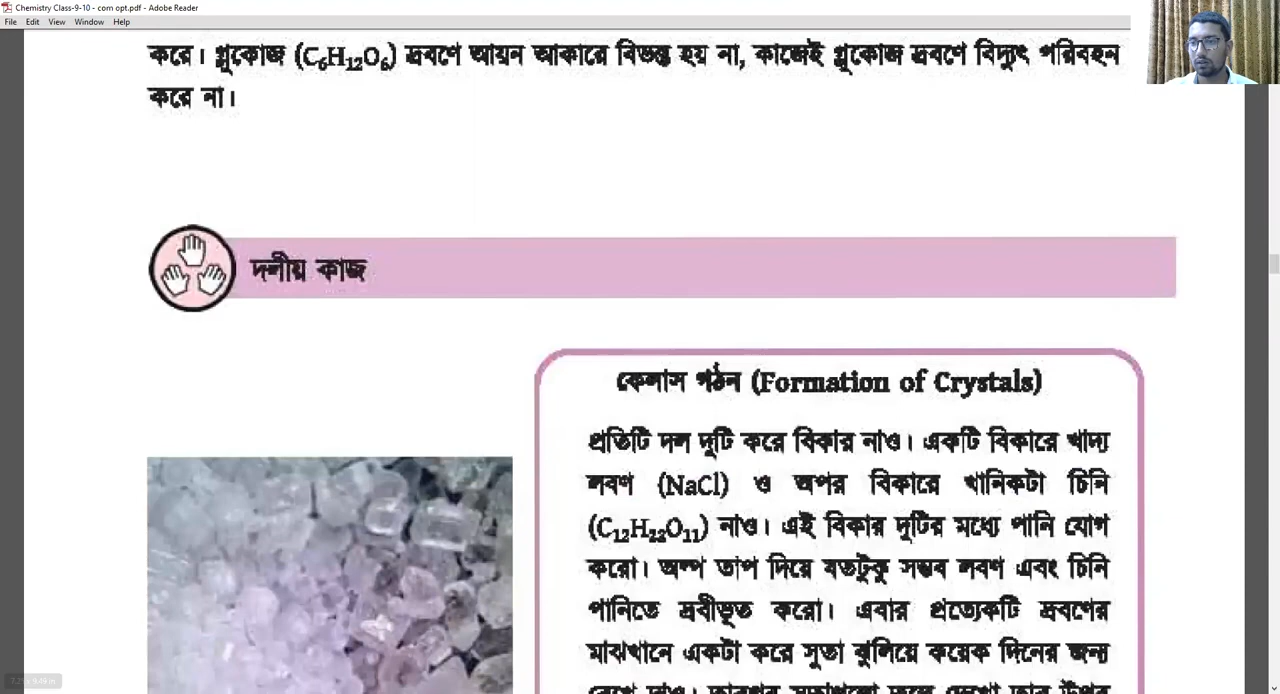 Chemistry Class-9-10 - com opt.pdf - Adobe Reader
File Edit View Window Help
করে। গ্লুকোজ (C₆H₁₂O₆) দ্রবণে আয়ন আকারে বিভক্ত হয় না, কাজেই গ্লুকোজ দ্রবণে বিদ্যুৎ পরিবহন
করে না।
দলীয় কাজ
কেলাস গঠন (Formation of Crystals)
প্রতিটি দল দুটি করে বিকার নাও। একটি বিকারে খাদ্য
লবণ (NaCl) ও অপর বিকারে খানিকটা চিনি
(C₁₂H₂₂O₁₁) নাও। এই বিকার দুটির মধ্যে পানি যোগ
করো। অল্প তাপ দিয়ে যতটুকু সম্ভব লবণ এবং চিনি
পানিতে দ্রবীভূত করো। এবার প্রত্যেকটি দ্রবণের
মাঝখানে একটা করে সুতা ঝুলিয়ে কয়েক দিনের জন্য